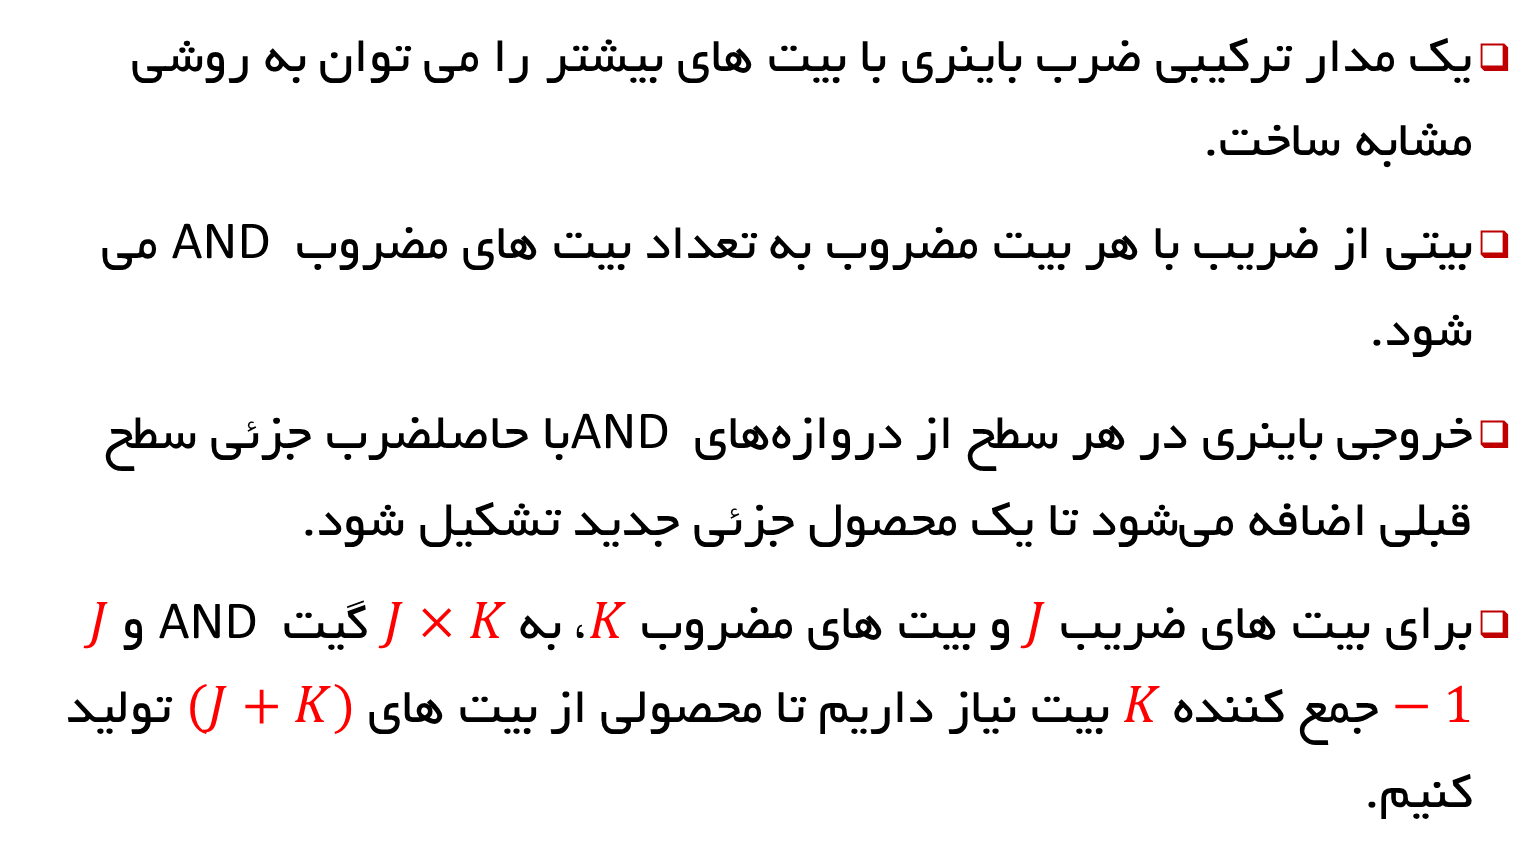 یک مدار ترکیبی ضرب باینری با بیت های بیشتر را می توان به روشی
مشابه ساخت.
بیتی از ضریب با هر بیت مضروب به تعداد بیت های مضروب AND می
شود.
خروجی باینری در هر سطح از دروازه‌های AND با حاصلضرب جزئی سطح
قبلی اضافه می‌شود تا یک محصول جزئی جدید تشکیل شود.
برای بیت های ضریب J و بیت های مضروب K، به J × K گیت AND و J
− 1 جمع کننده K بیت نیاز داریم تا محصولی از بیت های (J + K) تولید
کنیم.